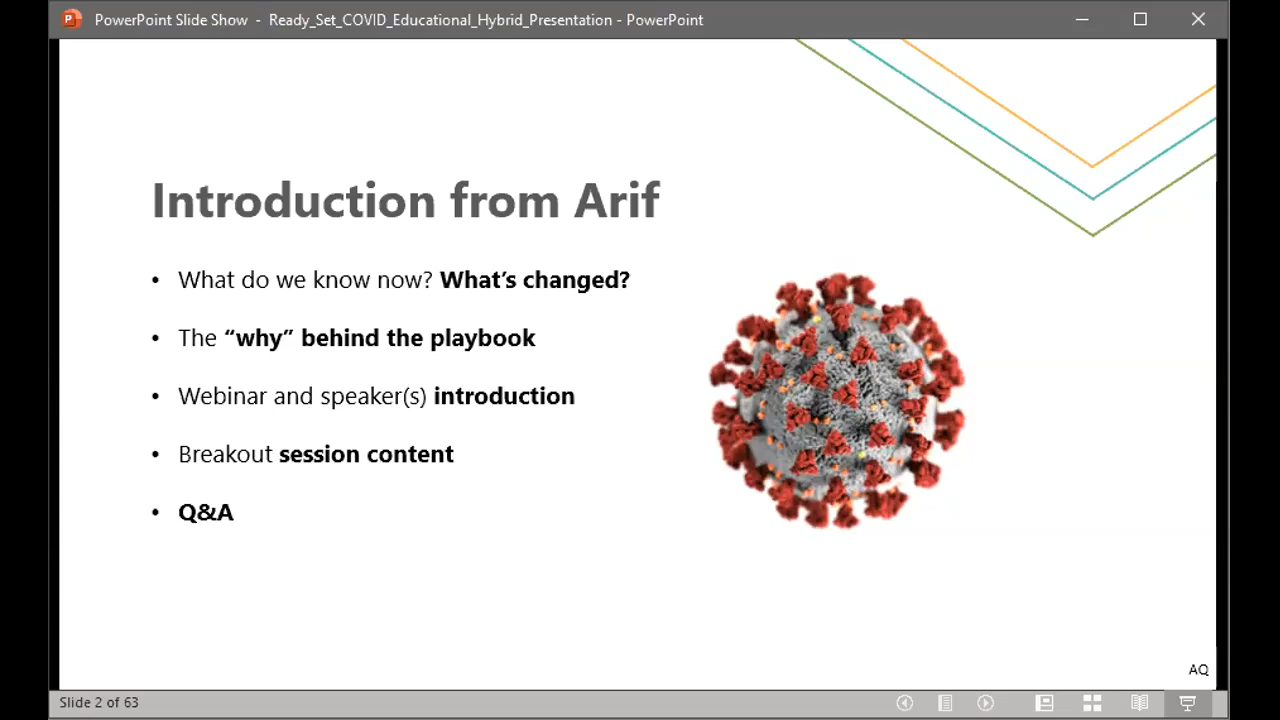 PowerPoint Slide Show - Ready_Set_COVID_Educational_Hybrid_Presentation - PowerPoint
Introduction from Arif
• What do we know now? What’s changed?
• The “why” behind the playbook
• Webinar and speaker(s) introduction
• Breakout session content
• Q&A
AQ
Slide 2 of 63